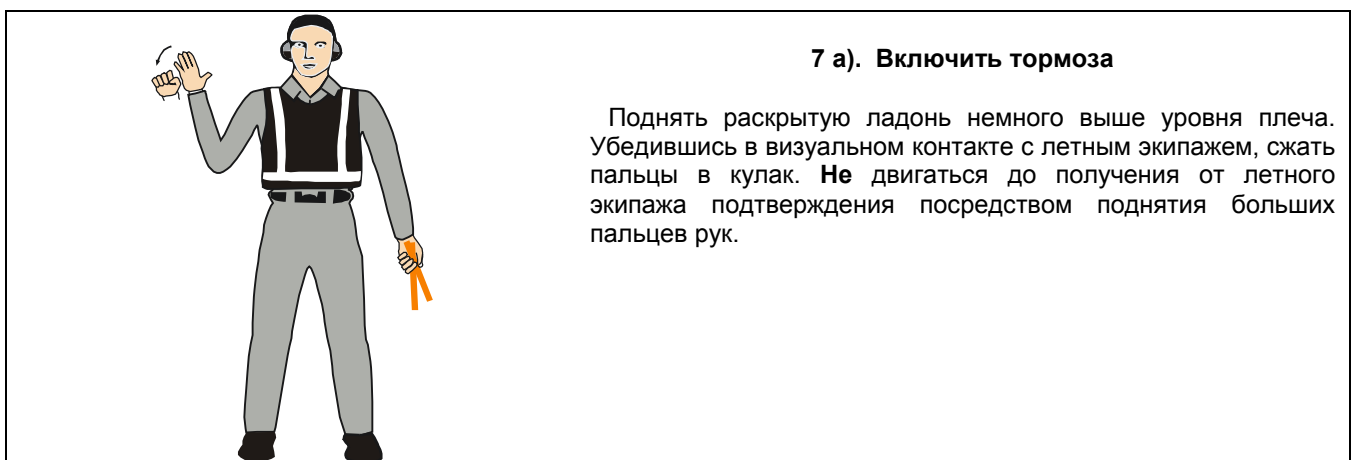 7 а). Включить тормоза
Поднять раскрытую ладонь немного выше уровня плеча.
Убедившись в визуальном контакте с летным экипажем, сжать
пальцы в кулак. Не двигаться до получения от летного
экипажа подтверждения посредством поднятия больших
пальцев рук.